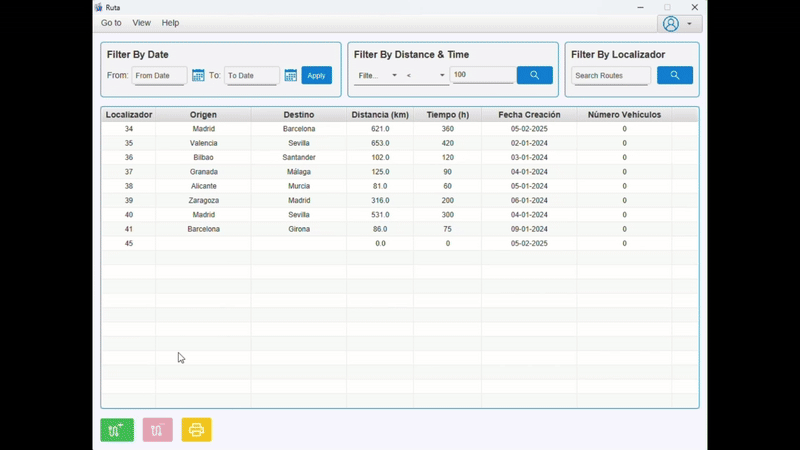 Ruta
Go to View Help
Filter By Date
From: From Date To: To Date Apply
Filter By Distance & Time
Filte... < 100
Filter By Localizador
Search Routes
Localizador Origen Destino Distancia (km) Tiempo (h) Fecha Creación Número Vehículos
34 Madrid Barcelona 621.0 360 05-02-2025 0
35 Valencia Sevilla 653.0 420 02-01-2024 0
36 Bilbao Santander 102.0 120 03-01-2024 0
37 Granada Málaga 125.0 90 04-01-2024 0
38 Alicante Murcia 81.0 60 05-01-2024 0
39 Zaragoza Madrid 316.0 200 06-01-2024 0
40 Madrid Sevilla 531.0 300 04-01-2024 0
41 Barcelona Girona 86.0 75 09-01-2024 0
45 0.0 0 05-02-2025 0